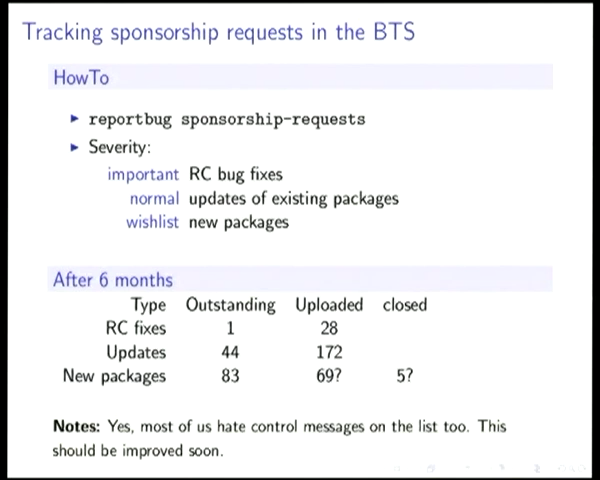 Tracking sponsorship requests in the BTS
HowTo
▶ reportbug sponsorship-requests
▶ Severity:
important RC bug fixes
normal updates of existing packages
wishlist new packages
After 6 months
Type Outstanding Uploaded closed
RC fixes 1 28
Updates 44 172
New packages 83 69? 5?
Notes: Yes, most of us hate control messages on the list too. This
should be improved soon.